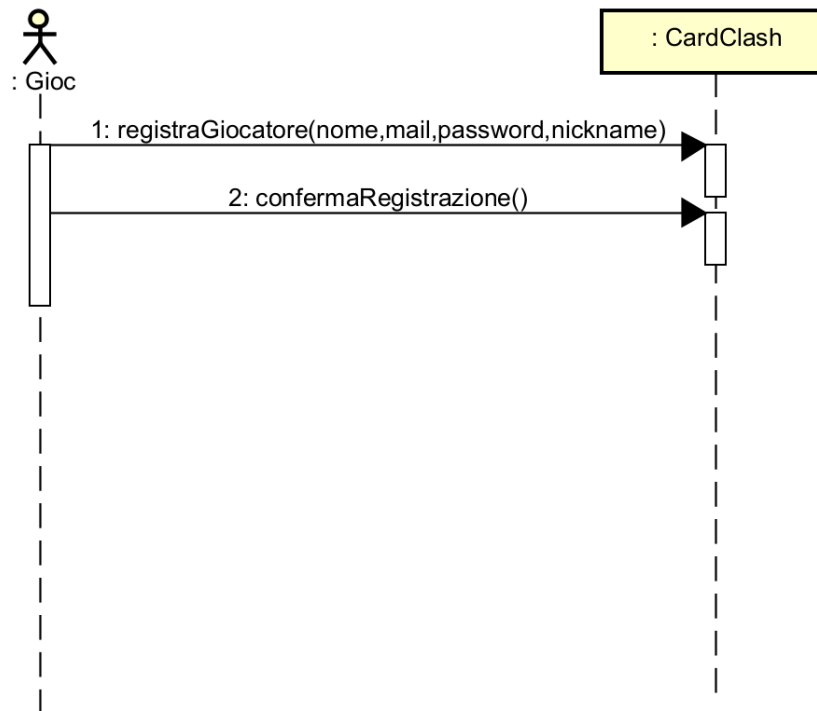 : Gioc
: CardClash
1: registraGiocatore(nome,mail,password,nickname)
2: confermaRegistrazione()